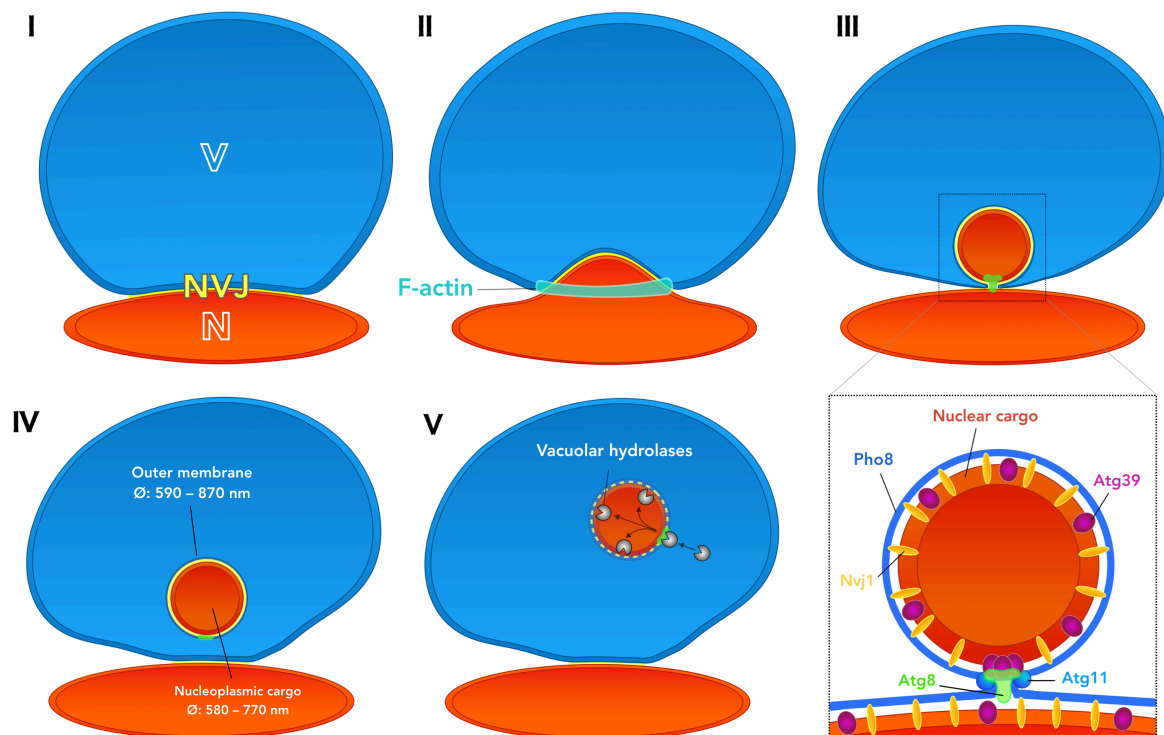 I
V
NVJ
N
II
F-actin
III
IV
Outer membrane
Ø: 590 – 870 nm
Nucleoplasmic cargo
Ø: 580 – 770 nm
V
Vacuolar hydrolases
Nuclear cargo
Pho8
Atg39
Nvj1
Atg8
Atg11